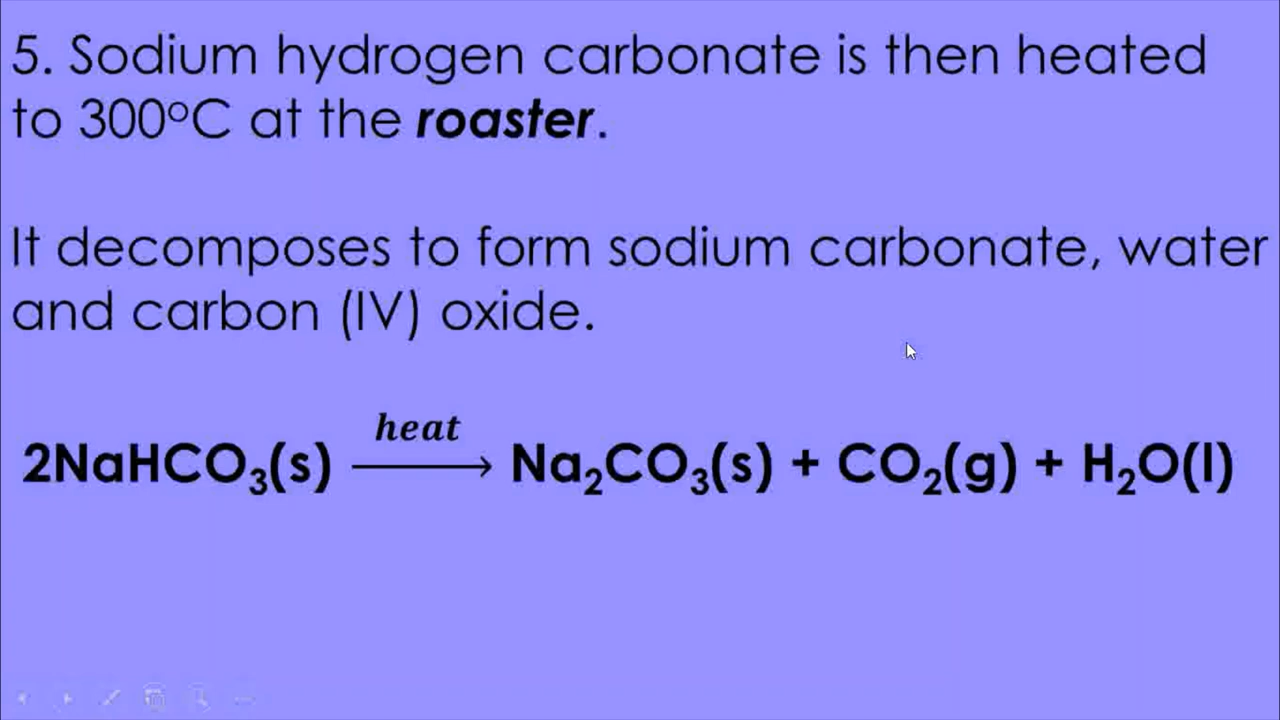 5. Sodium hydrogen carbonate is then heated
to 300°C at the roaster.
It decomposes to form sodium carbonate, water
and carbon (IV) oxide.
heat
2NaHCO₃(s) ⟶ Na₂CO₃(s) + CO₂(g) + H₂O(l)